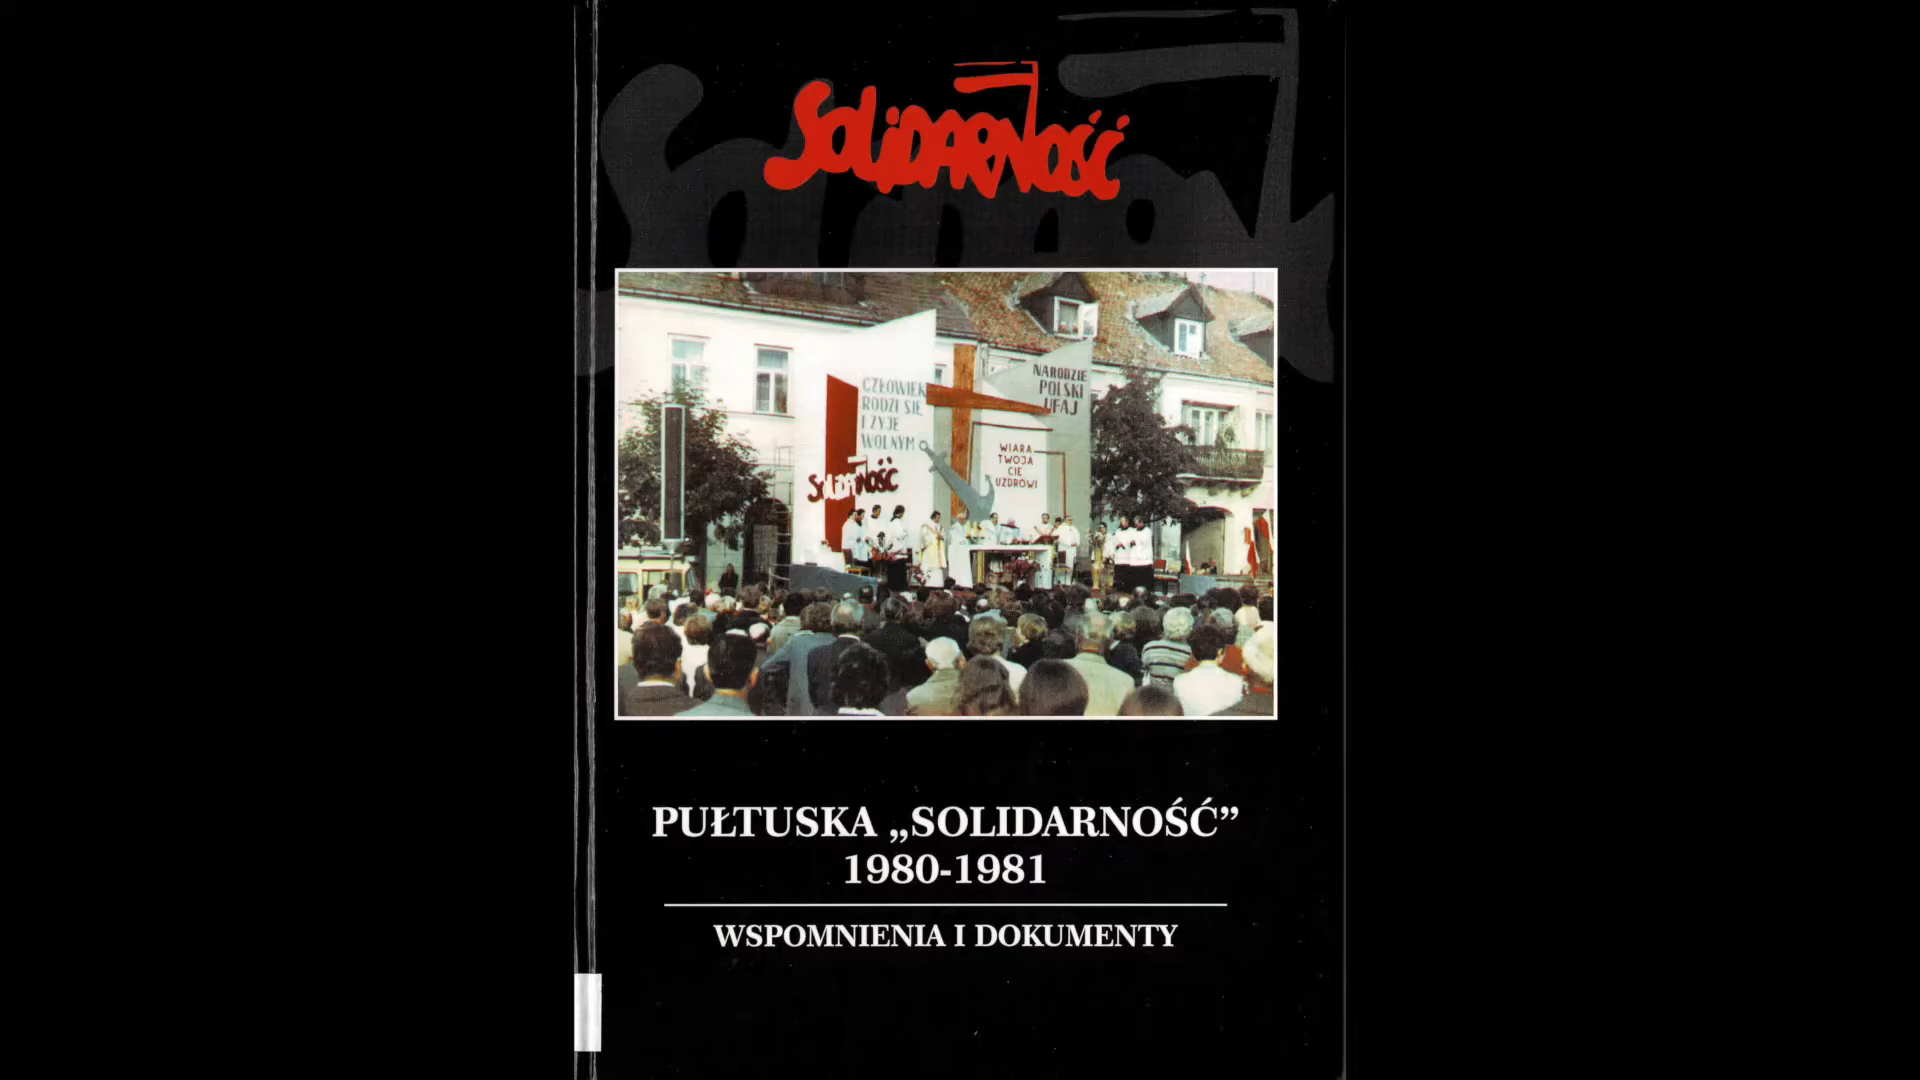 SOLIDARNOŚĆ
CZŁOWIEK
RODZI SIĘ
I ŻYJE
WOLNYM
SOLIDARNOŚĆ
NARODZIE
POLSKI
UFAJ
WIARA
TWOJA
CIĘ
UZDROWI
PUŁTUSKA „SOLIDARNOŚĆ”
1980-1981
WSPOMNIENIA I DOKUMENTY